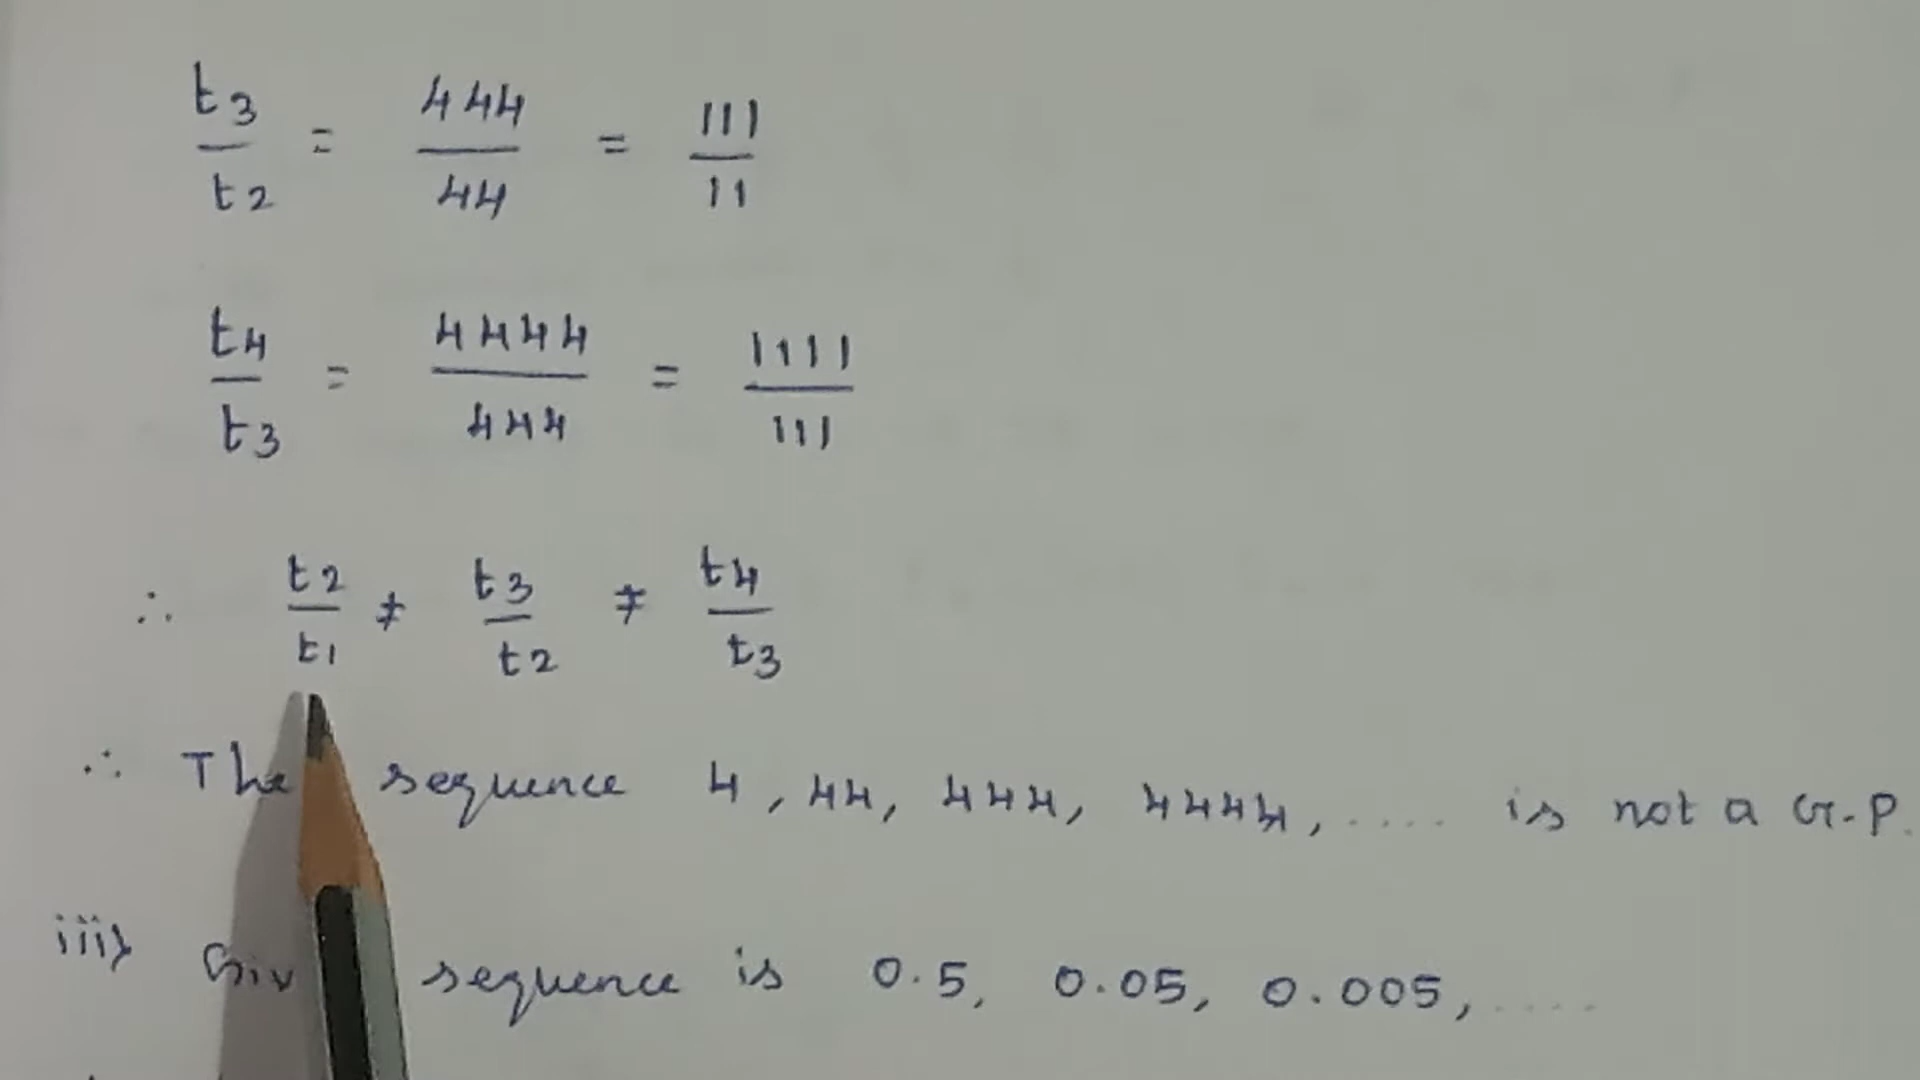 t3/t2 = 444/44 = 111/11
t4/t3 = 4444/444 = 1111/111
∴ t2/t1 ≠ t3/t2 ≠ t4/t3
∴ The sequence 4, 44, 444, 4444, .... is not a G.P.
iii) sequence is 0.5, 0.05, 0.005, ....